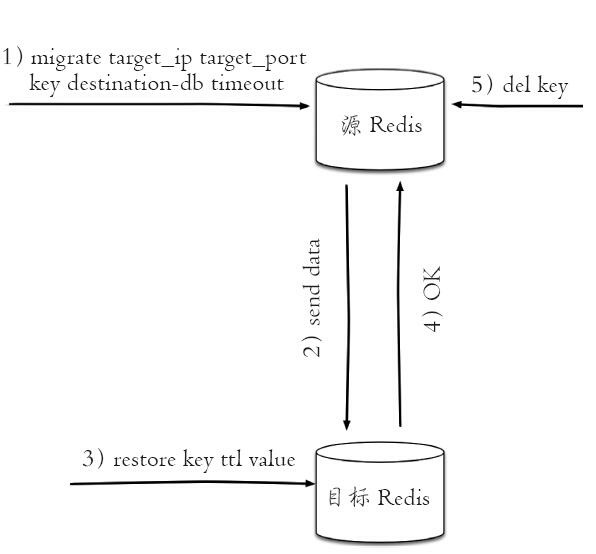 1) migrate target_ip target_port
key destination-db timeout
5) del key
源 Redis
2) send data
4) OK
3) restore key ttl value
目标 Redis